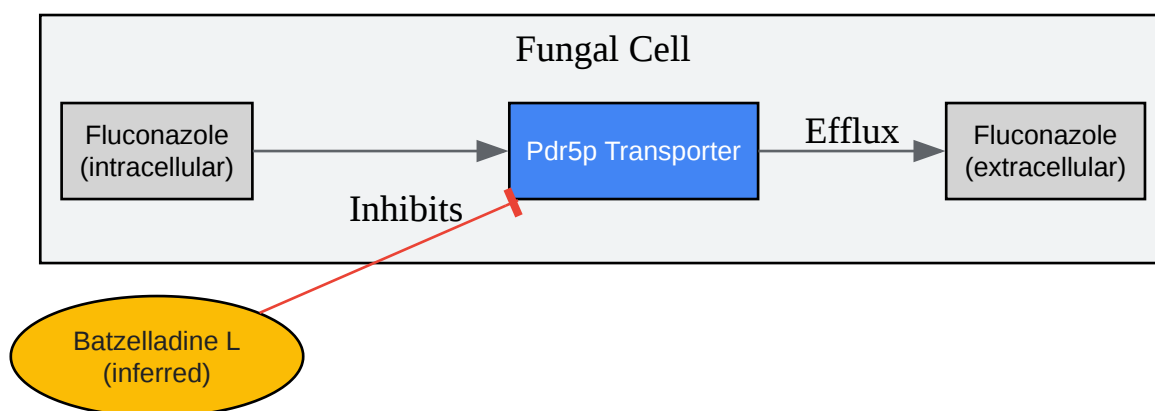 Fungal Cell
Fluconazole
(intracellular)
Pdr5p Transporter
Efflux
Fluconazole
(extracellular)
Inhibits
Batzelladine L
(inferred)